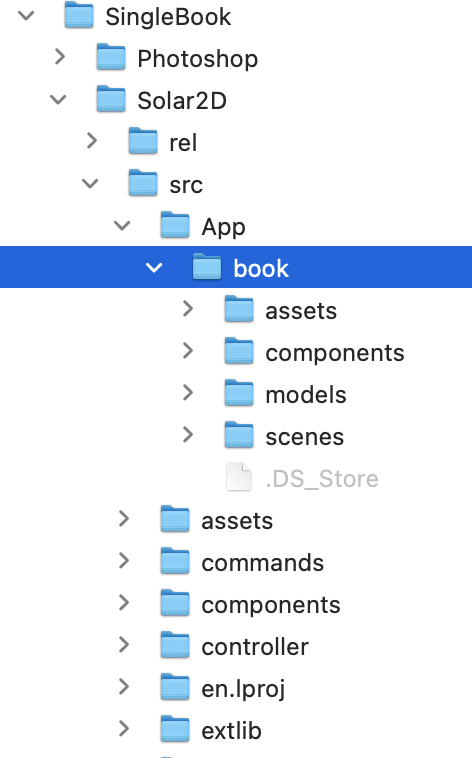 SingleBook
Photoshop
Solar2D
rel
src
App
book
assets
components
models
scenes
.DS_Store
assets
commands
components
controller
en.lproj
extlib